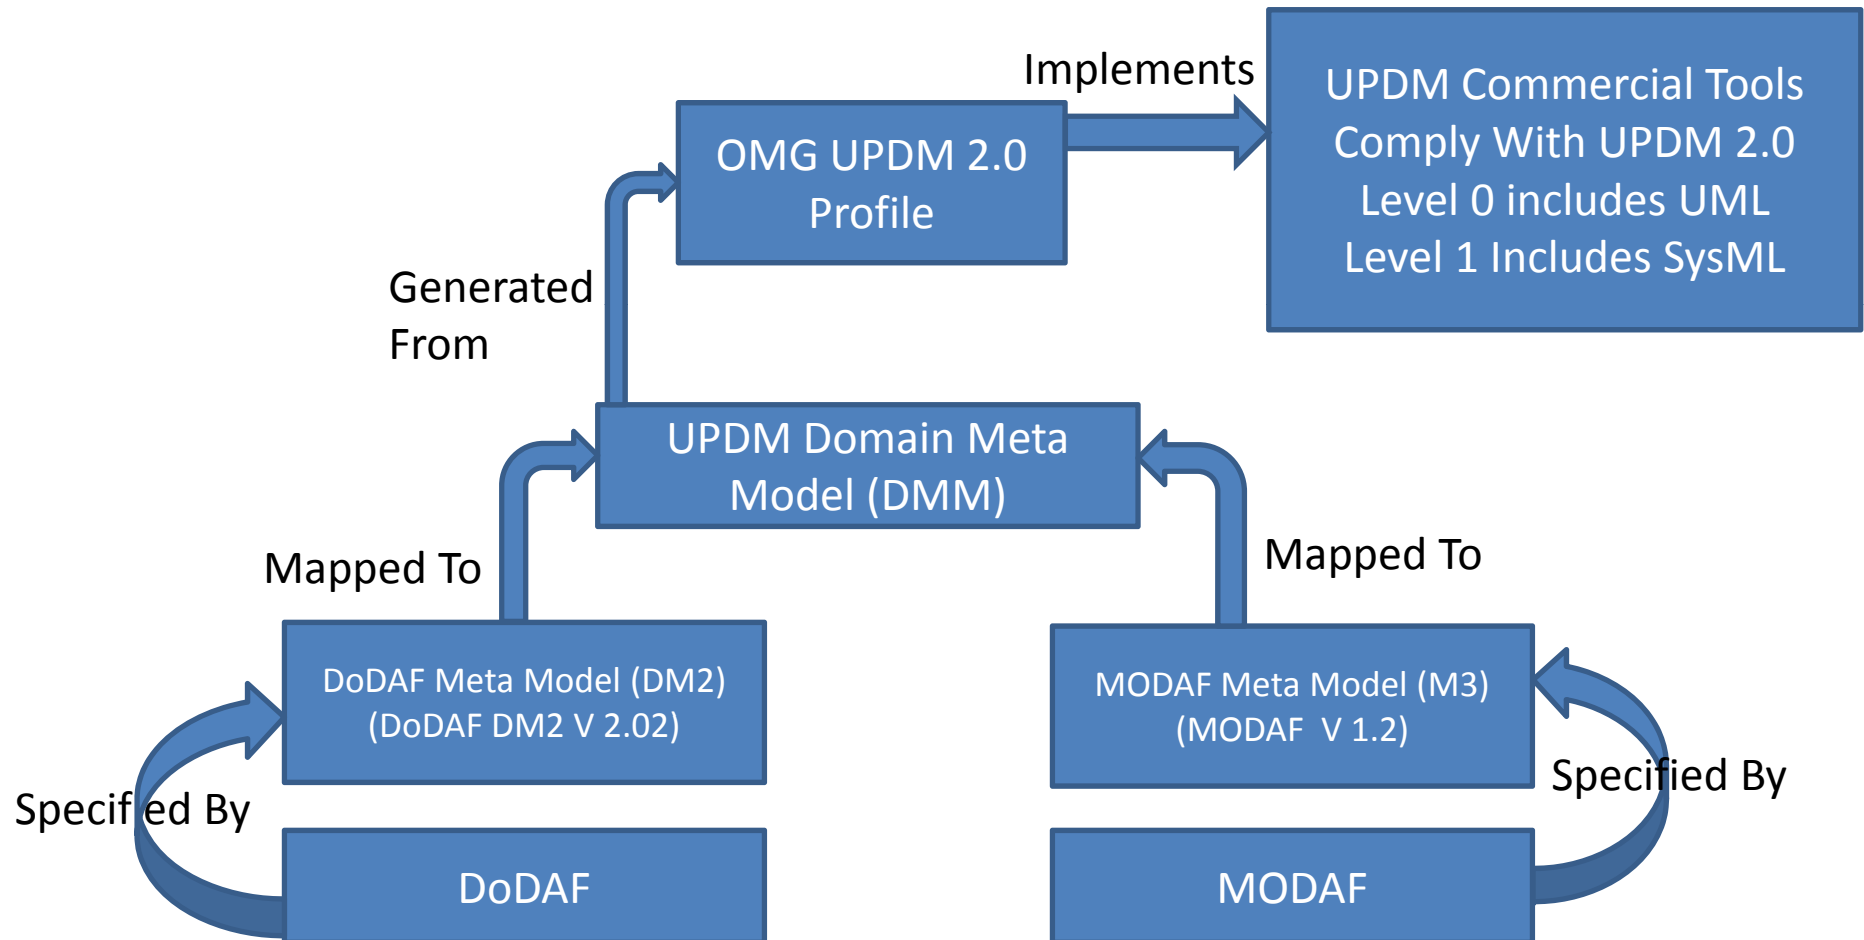 Implements
UPDM Commercial Tools
Comply With UPDM 2.0
Level 0 includes UML
Level 1 Includes SysML
OMG UPDM 2.0
Profile
Generated
From
UPDM Domain Meta
Model (DMM)
Mapped To
Mapped To
DoDAF Meta Model (DM2)
(DoDAF DM2 V 2.02)
MODAF Meta Model (M3)
(MODAF  V 1.2)
Specified By
Specified By
DoDAF
MODAF